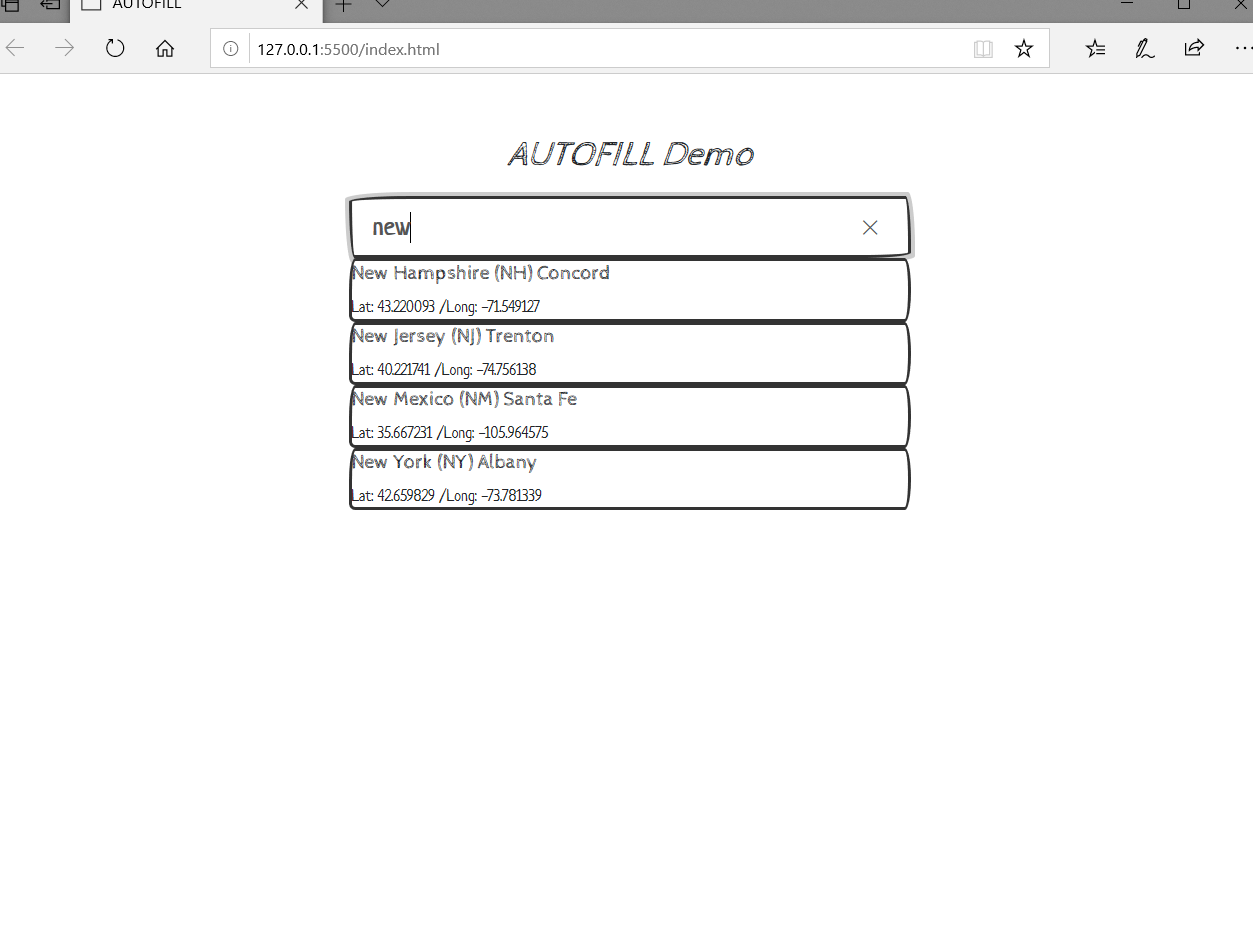 AUTOFILL
127.0.0.1:5500/index.html
AUTOFILL Demo
new
New Hampshire (NH) Concord
Lat: 43.220093 /Long: -71.549127
New Jersey (NJ) Trenton
Lat: 40.221741 /Long: -74.756138
New Mexico (NM) Santa Fe
Lat: 35.667231 /Long: -105.964575
New York (NY) Albany
Lat: 42.659829 /Long: -73.781339